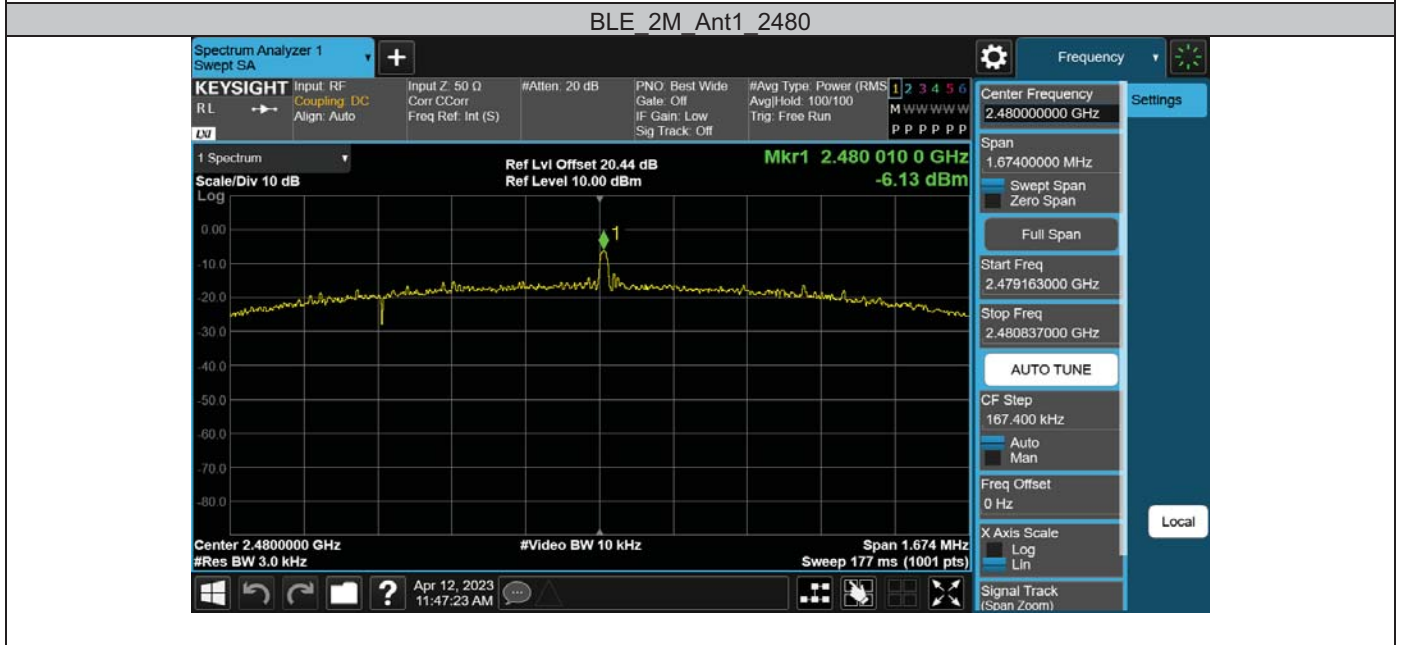 BLE_2M_Ant1_2480
Spectrum Analyzer 1
Swept SA
+
Frequency
KEYSIGHT
RL
LXI
Input: RF
Coupling: DC
Align: Auto
Input Z: 50 Ω
Corr CCorr
Freq Ref: Int (S)
#Atten: 20 dB
PNO: Best Wide
Gate: Off
IF Gain: Low
Sig Track: Off
#Avg Type: Power (RMS
Avg|Hold: 100/100
Trig: Free Run
1 2 3 4 5 6
M W W W W W
P P P P P P
1 Spectrum
Scale/Div 10 dB
Log
Ref Lvl Offset 20.44 dB
Ref Level 10.00 dBm
Mkr1 2.480 010 0 GHz
-6.13 dBm
1
0.00
-10.0
-20.0
-30.0
-40.0
-50.0
-60.0
-70.0
-80.0
Center 2.4800000 GHz
#Res BW 3.0 kHz
#Video BW 10 kHz
Span 1.674 MHz
Sweep 177 ms (1001 pts)
?
Apr 12, 2023
11:47:23 AM
Center Frequency
2.480000000 GHz
Span
1.67400000 MHz
Swept Span
Zero Span
Full Span
Start Freq
2.479163000 GHz
Stop Freq
2.480837000 GHz
AUTO TUNE
CF Step
167.400 kHz
Auto
Man
Freq Offset
0 Hz
X Axis Scale
Log
Lin
Signal Track
(Span Zoom)
Settings
Local